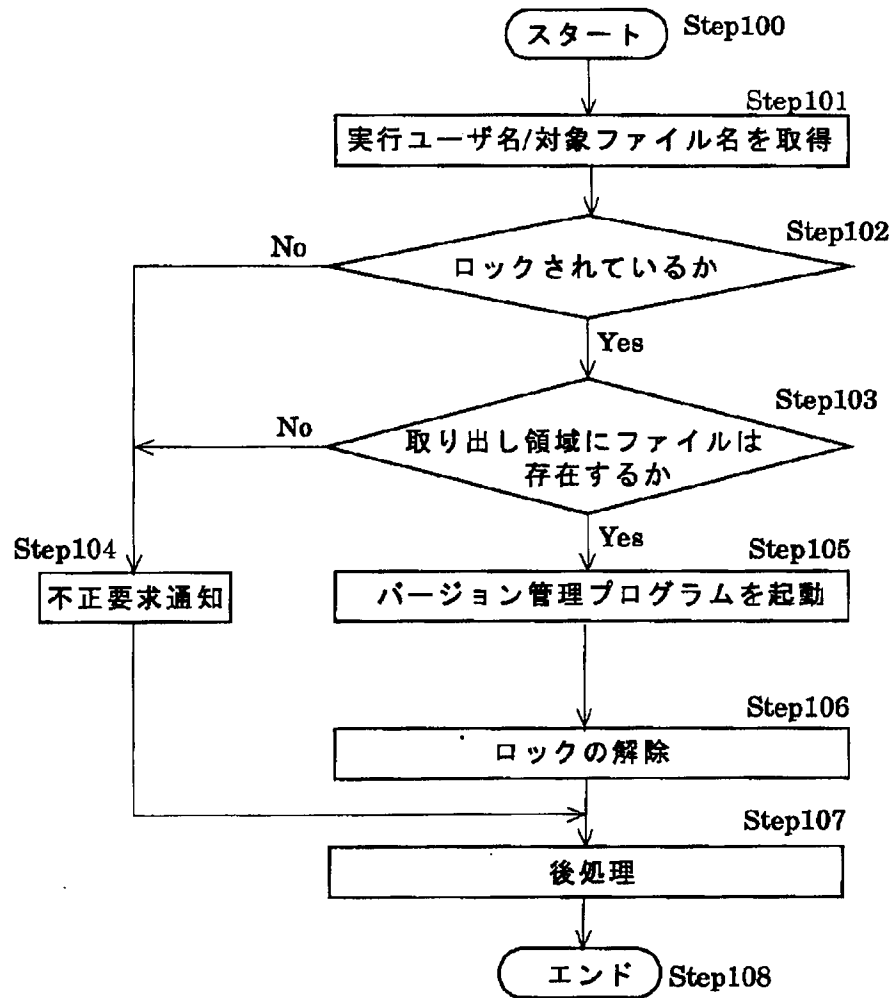 スタート Step100
Step101
実行ユーザ名/対象ファイル名を取得
Step102
No
ロックされているか
Yes
Step103
No
取り出し領域にファイルは
存在するか
Yes
Step104
Step105
不正要求通知
バージョン管理プログラムを起動
Step106
ロックの解除
Step107
後処理
エンド Step108